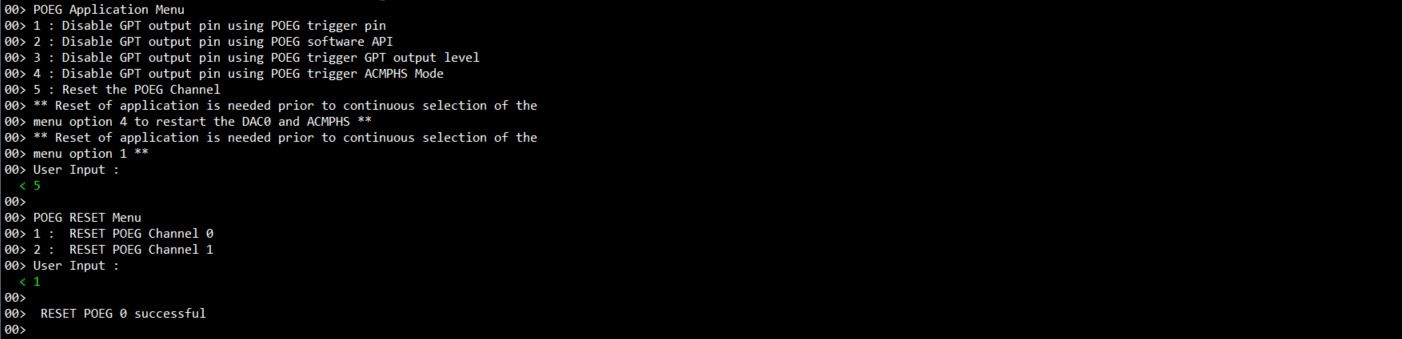 00> POEG Application Menu
00> 1 : Disable GPT output pin using POEG trigger pin
00> 2 : Disable GPT output pin using POEG software API
00> 3 : Disable GPT output pin using POEG trigger GPT output level
00> 4 : Disable GPT output pin using POEG trigger ACMPHS Mode
00> 5 : Reset the POEG Channel
00> ** Reset of application is needed prior to continuous selection of the
00> menu option 4 to restart the DAC0 and ACMPHS **
00> ** Reset of application is needed prior to continuous selection of the
00> menu option 1 **
00> User Input :
< 5
00>
00> POEG RESET Menu
00> 1 :  RESET POEG Channel 0
00> 2 :  RESET POEG Channel 1
00> User Input :
< 1
00>
00>  RESET POEG 0 successful
00>